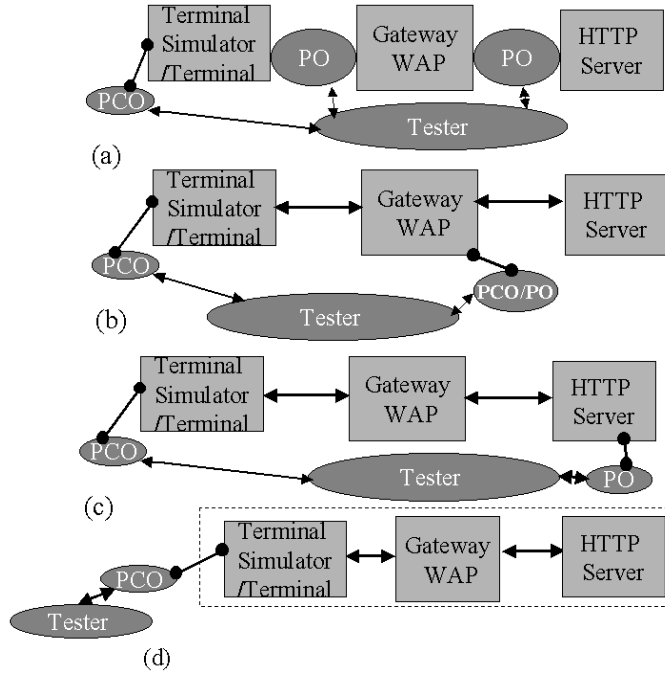 Terminal
Simulator
/Terminal
PO
Gateway
WAP
PO
HTTP
Server
PCO
Tester
(a)
Terminal
Simulator
/Terminal
Gateway
WAP
HTTP
Server
PCO
PCO/PO
Tester
(b)
Terminal
Simulator
/Terminal
Gateway
WAP
HTTP
Server
PCO
Tester
PO
(c)
Terminal
Simulator
/Terminal
Gateway
WAP
HTTP
Server
PCO
Tester
(d)